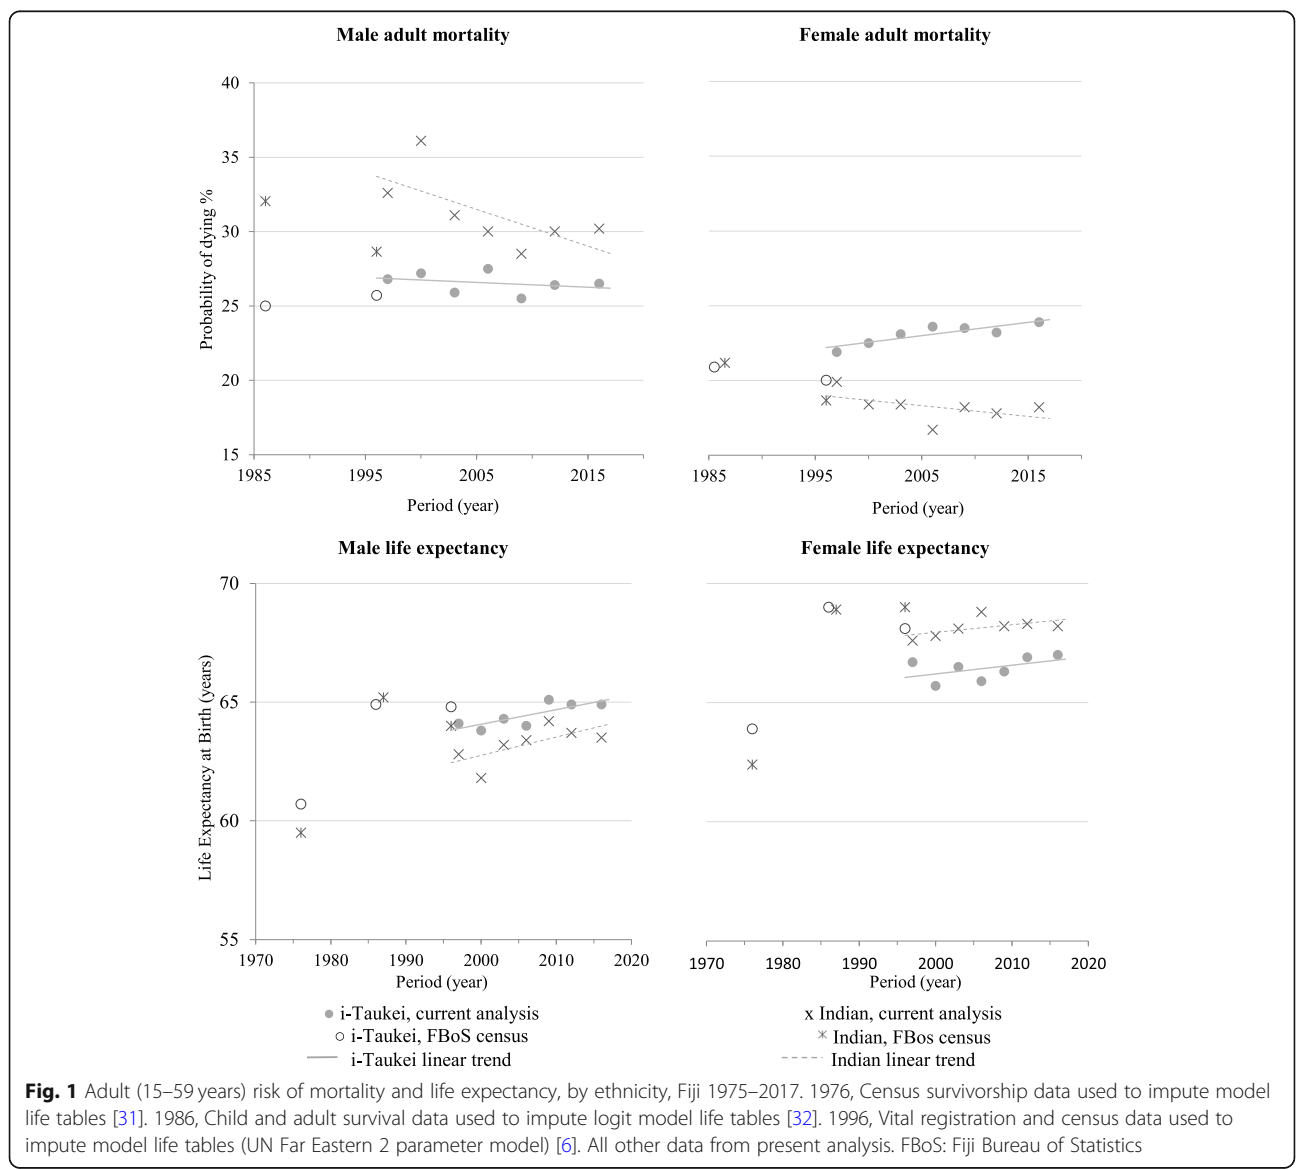 Male adult mortality
Female adult mortality
40
35
30
25
20
15
Probability of dying %
1985
1995
2005
2015
Period (year)
1985
1995
2005
2015
Period (year)
Male life expectancy
Female life expectancy
70
65
60
55
Life Expectancy at Birth (years)
1970
1980
1990
2000
2010
2020
Period (year)
1970
1980
1990
2000
2010
2020
Period (year)
i-Taukei, current analysis
x Indian, current analysis
i-Taukei, FBoS census
Indian, FBos census
i-Taukei linear trend
Indian linear trend
Fig. 1 Adult (15–59 years) risk of mortality and life expectancy, by ethnicity, Fiji 1975–2017. 1976, Census survivorship data used to impute model
life tables [31]. 1986, Child and adult survival data used to impute logit model life tables [32]. 1996, Vital registration and census data used to
impute model life tables (UN Far Eastern 2 parameter model) [6]. All other data from present analysis. FBoS: Fiji Bureau of Statistics